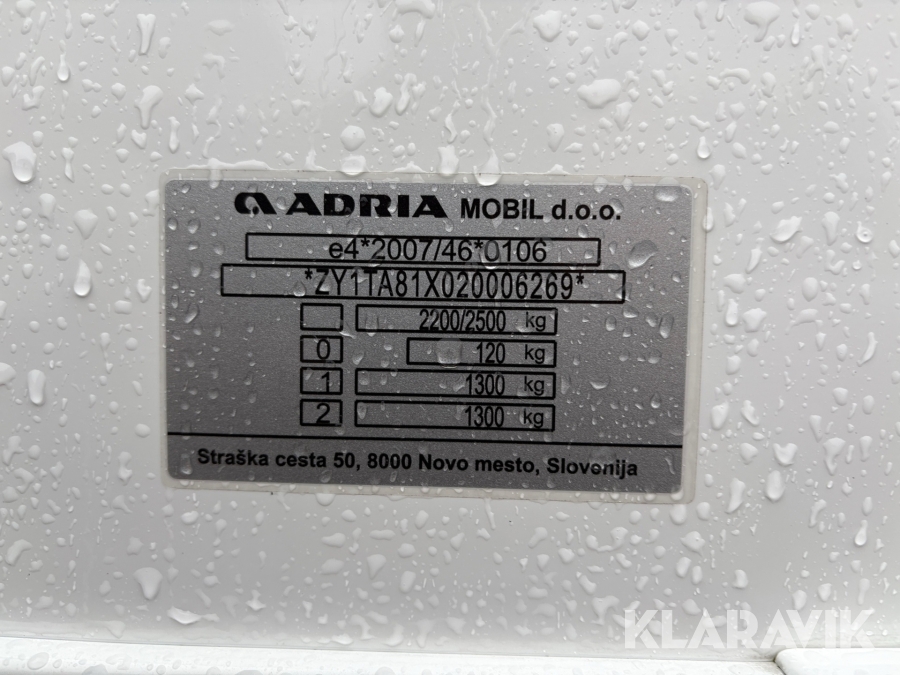 ADRIA MOBIL d.o.o.
e4*2007/46*0106
*ZY1TA81X020006269*
2200/2500 kg
0 120 kg
1 1300 kg
2 1300 kg
Straška cesta 50, 8000 Novo mesto, Slovenija
KLARAVIK